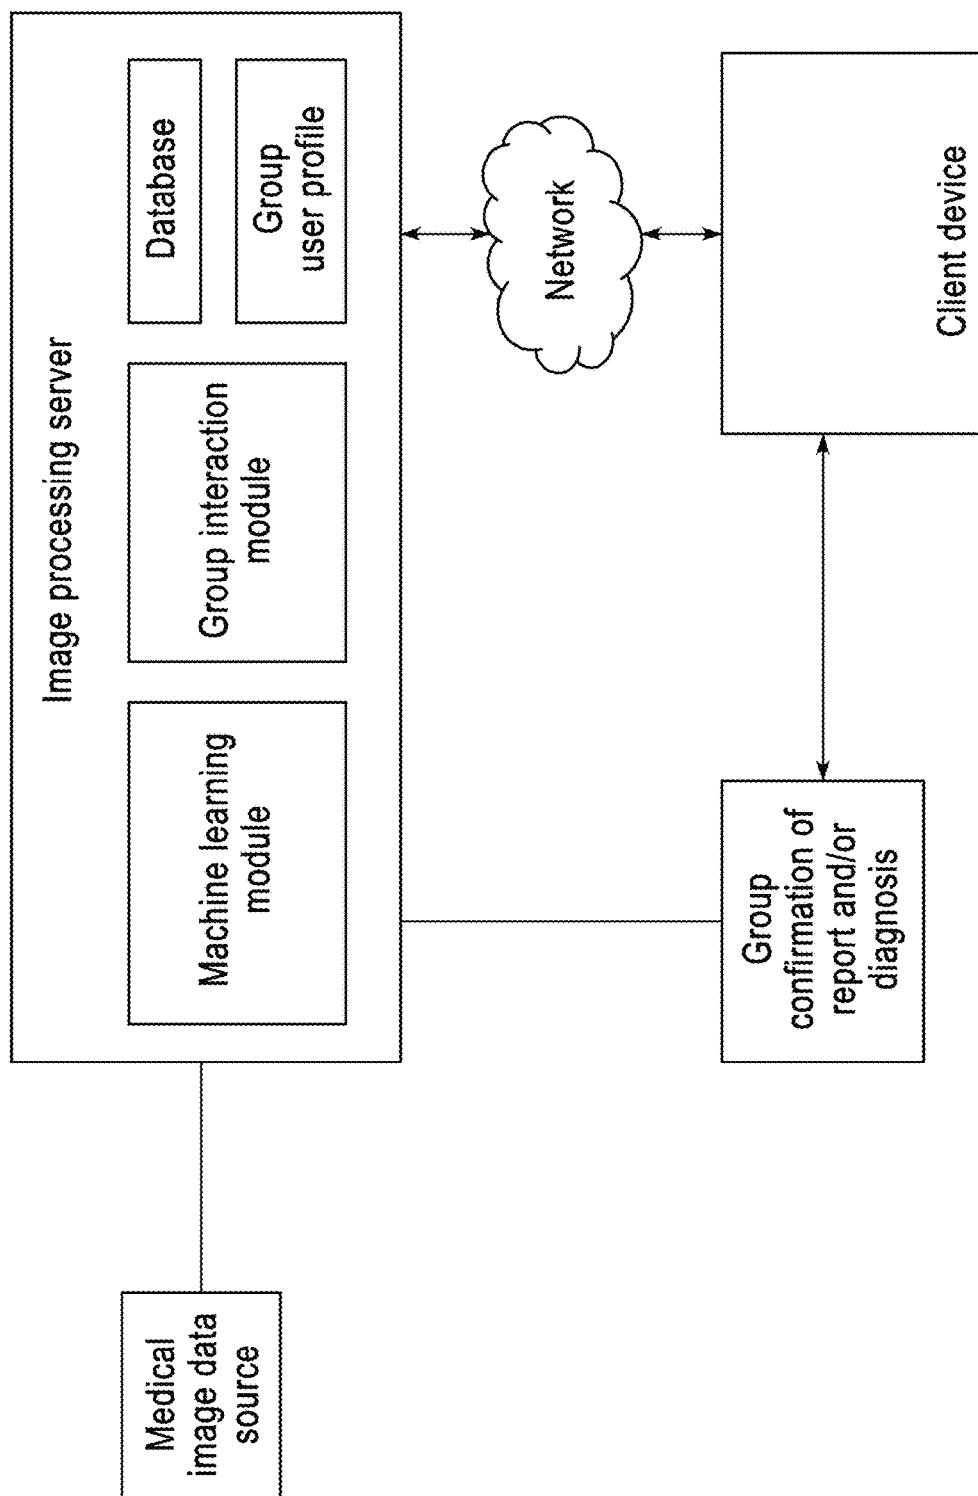 Image processing server
Medical
image data
source
Machine learning
module
Group interaction
module
Database
Group
user profile
Network
Group
confirmation of
report and/or
diagnosis
Client device